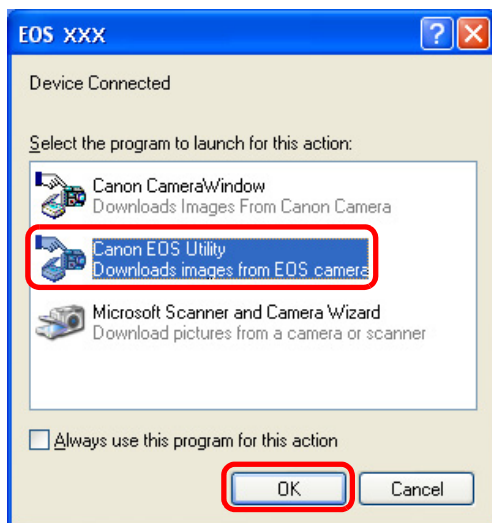 EOS XXX
Device Connected
Select the program to launch for this action:
Canon CameraWindow
Downloads Images From Canon Camera
Canon EOS Utility
Downloads images from EOS camera
Microsoft Scanner and Camera Wizard
Download pictures from a camera or scanner
Always use this program for this action
OK
Cancel